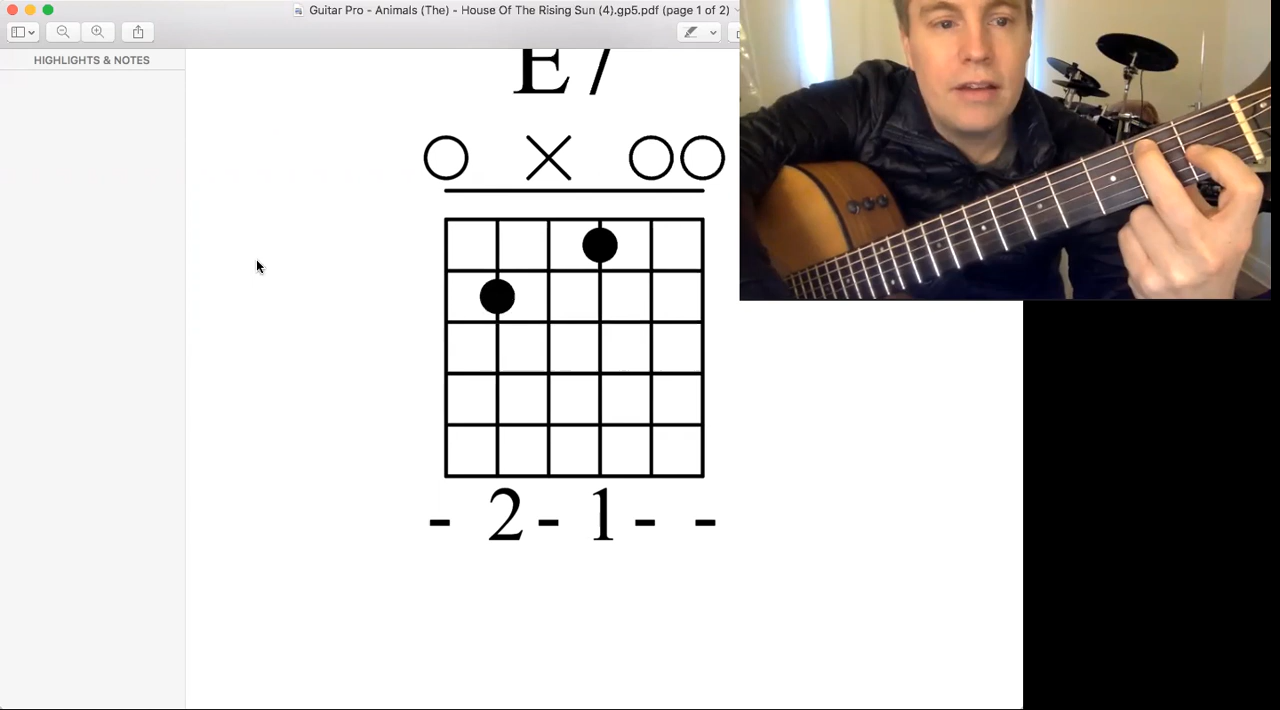 Guitar Pro - Animals (The) - House Of The Rising Sun (4).gp5.pdf (page 1 of 2)
HIGHLIGHTS & NOTES
E7
- 2 - 1 - -